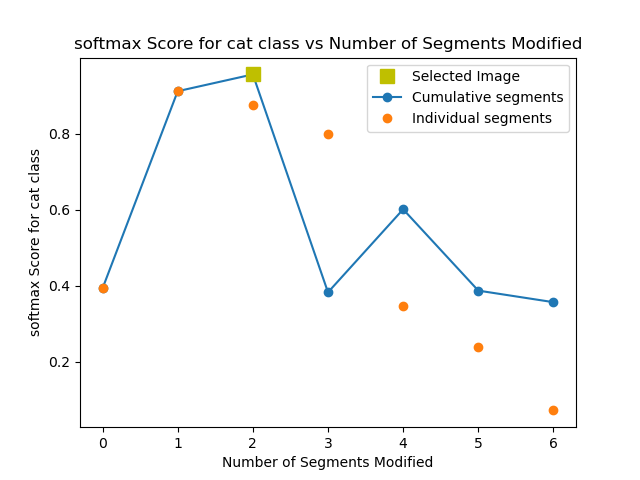 softmax Score for cat class vs Number of Segments Modified
Selected Image
Cumulative segments
Individual segments
softmax Score for cat class
0.8
0.6
0.4
0.2
0 1 2 3 4 5 6
Number of Segments Modified